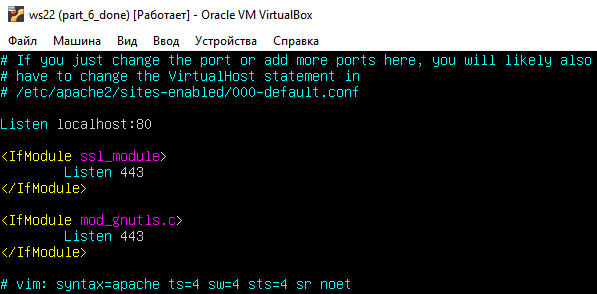 ws22 (part_6_done) [Работает] - Oracle VM VirtualBox
Файл Машина Вид Ввод Устройства Справка
# If you just change the port or add more ports here, you will likely also
# have to change the VirtualHost statement in
# /etc/apache2/sites-enabled/000-default.conf
Listen localhost:80
<IfModule ssl_module>
Listen 443
</IfModule>
<IfModule mod_gnutls.c>
Listen 443
</IfModule>
# vim: syntax=apache ts=4 sw=4 sts=4 sr noet